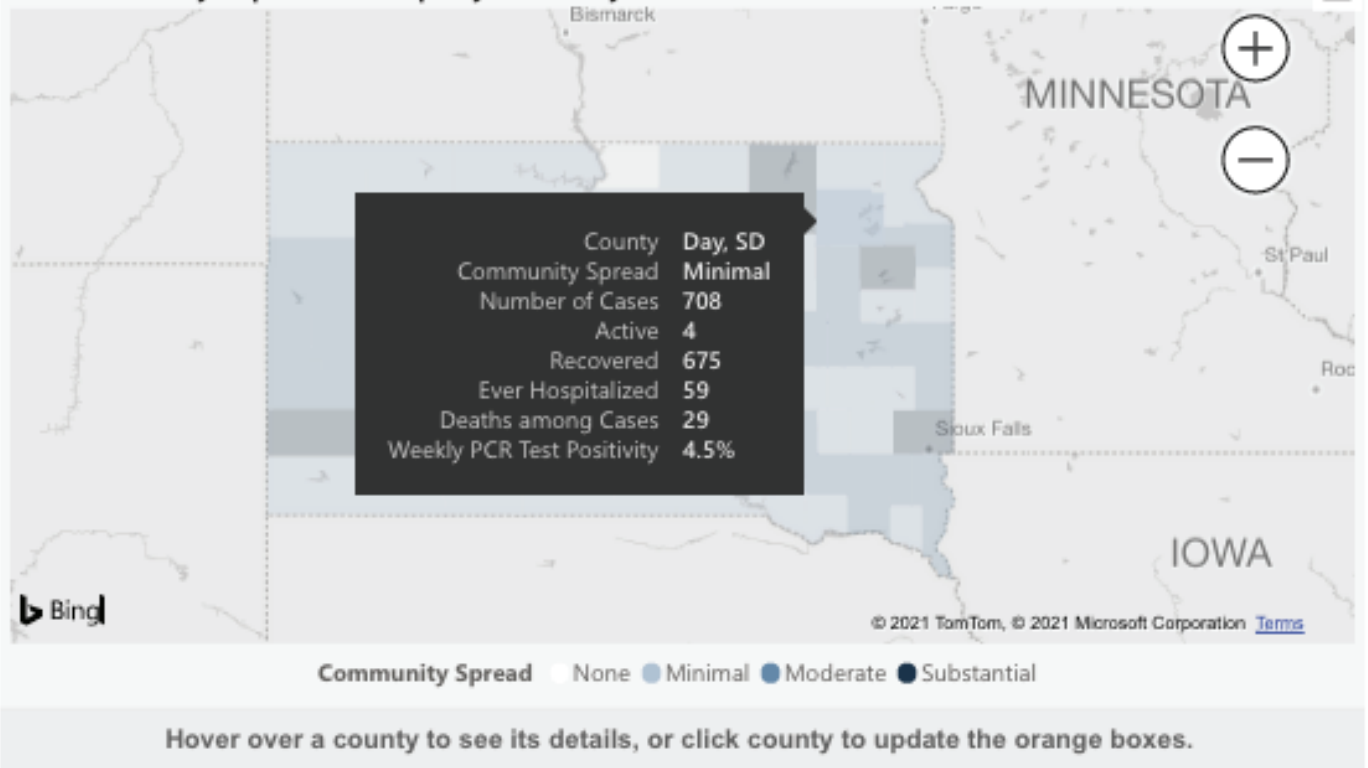 Bismarck
MINNESOTA
St Paul
County Day, SD
Community Spread Minimal
Number of Cases 708
Active 4
Recovered 675
Ever Hospitalized 59
Deaths among Cases 29
Weekly PCR Test Positivity 4.5%
Roc
Sioux Falls
IOWA
Bing
© 2021 TomTom, © 2021 Microsoft Corporation Terms
Community Spread None Minimal Moderate Substantial
Hover over a county to see its details, or click county to update the orange boxes.